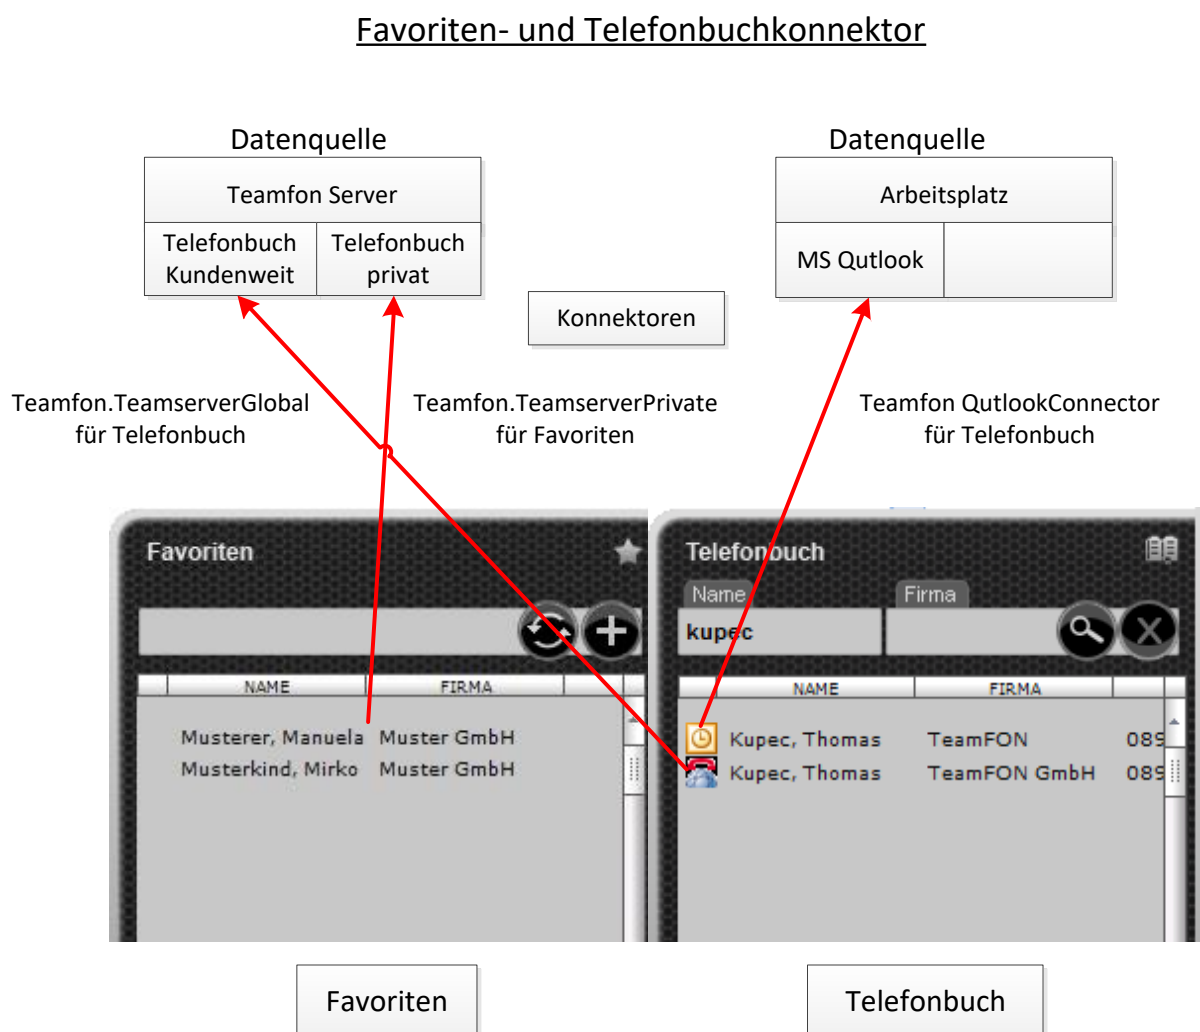 Favoriten- und Telefonbuchkonnektor
Datenquelle
Datenquelle
Teamfon Server
Arbeitsplatz
Telefonbuch
Kundenweit
Telefonbuch
privat
MS Qutlook
Konnektoren
Teamfon.TeamserverGlobal
für Telefonbuch
Teamfon.TeamserverPrivate
für Favoriten
Teamfon QutlookConnector
für Telefonbuch
Favoriten
NAME FIRMA
Musterer, Manuela Muster GmbH
Musterkind, Mirko Muster GmbH
Telefonbuch
Name Firma
kupec
NAME FIRMA
Kupec, Thomas TeamFON 089
Kupec, Thomas TeamFON GmbH 089
Favoriten
Telefonbuch